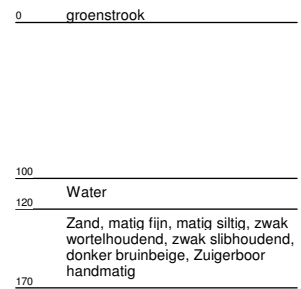 0 groenstrook
100
Water
120
Zand, matig fijn, matig siltig, zwak
wortelhoudend, zwak slibhoudend,
donker bruinbeige, Zuigerboor
handmatig
170